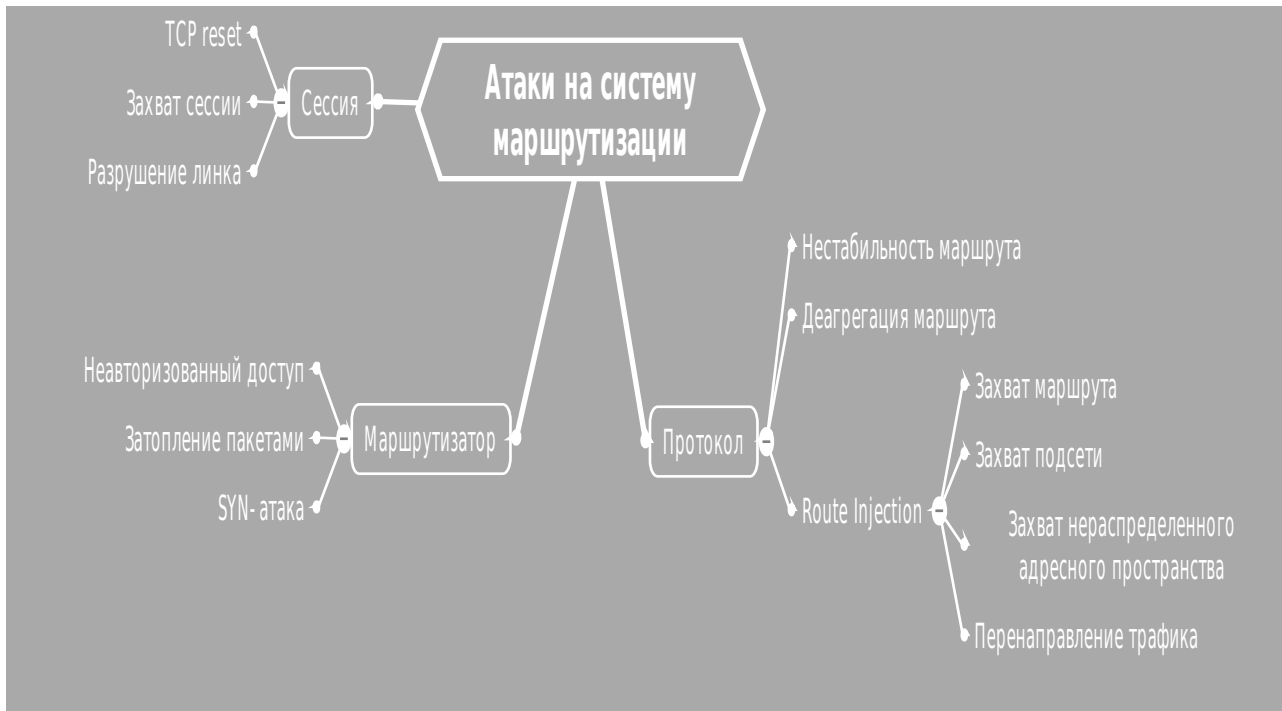 Атаки на систему
маршрутизации
TCP reset
Захват сессии
Разрушение линка
Сессия
Неавторизованный доступ
Затопление пакетами
SYN- атака
Маршрутизатор
Протокол
Нестабильность маршрута
Деагрегация маршрута
Route Injection
Захват маршрута
Захват подсети
Захват нераспределенного
адресного пространства
Перенаправление трафика